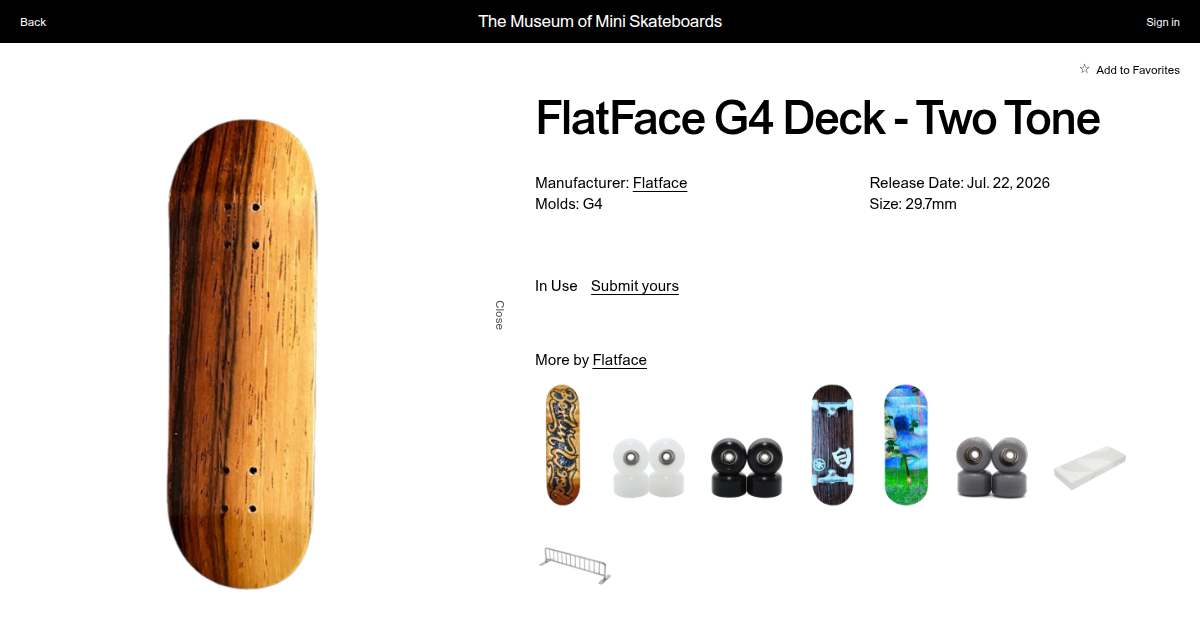 Back
The Museum of Mini Skateboards
Sign in
☆ Add to Favorites
FlatFace G4 Deck - Two Tone
Manufacturer: Flatface
Molds: G4
Release Date: Jul. 22, 2026
Size: 29.7mm
In Use Submit yours
Close
More by Flatface